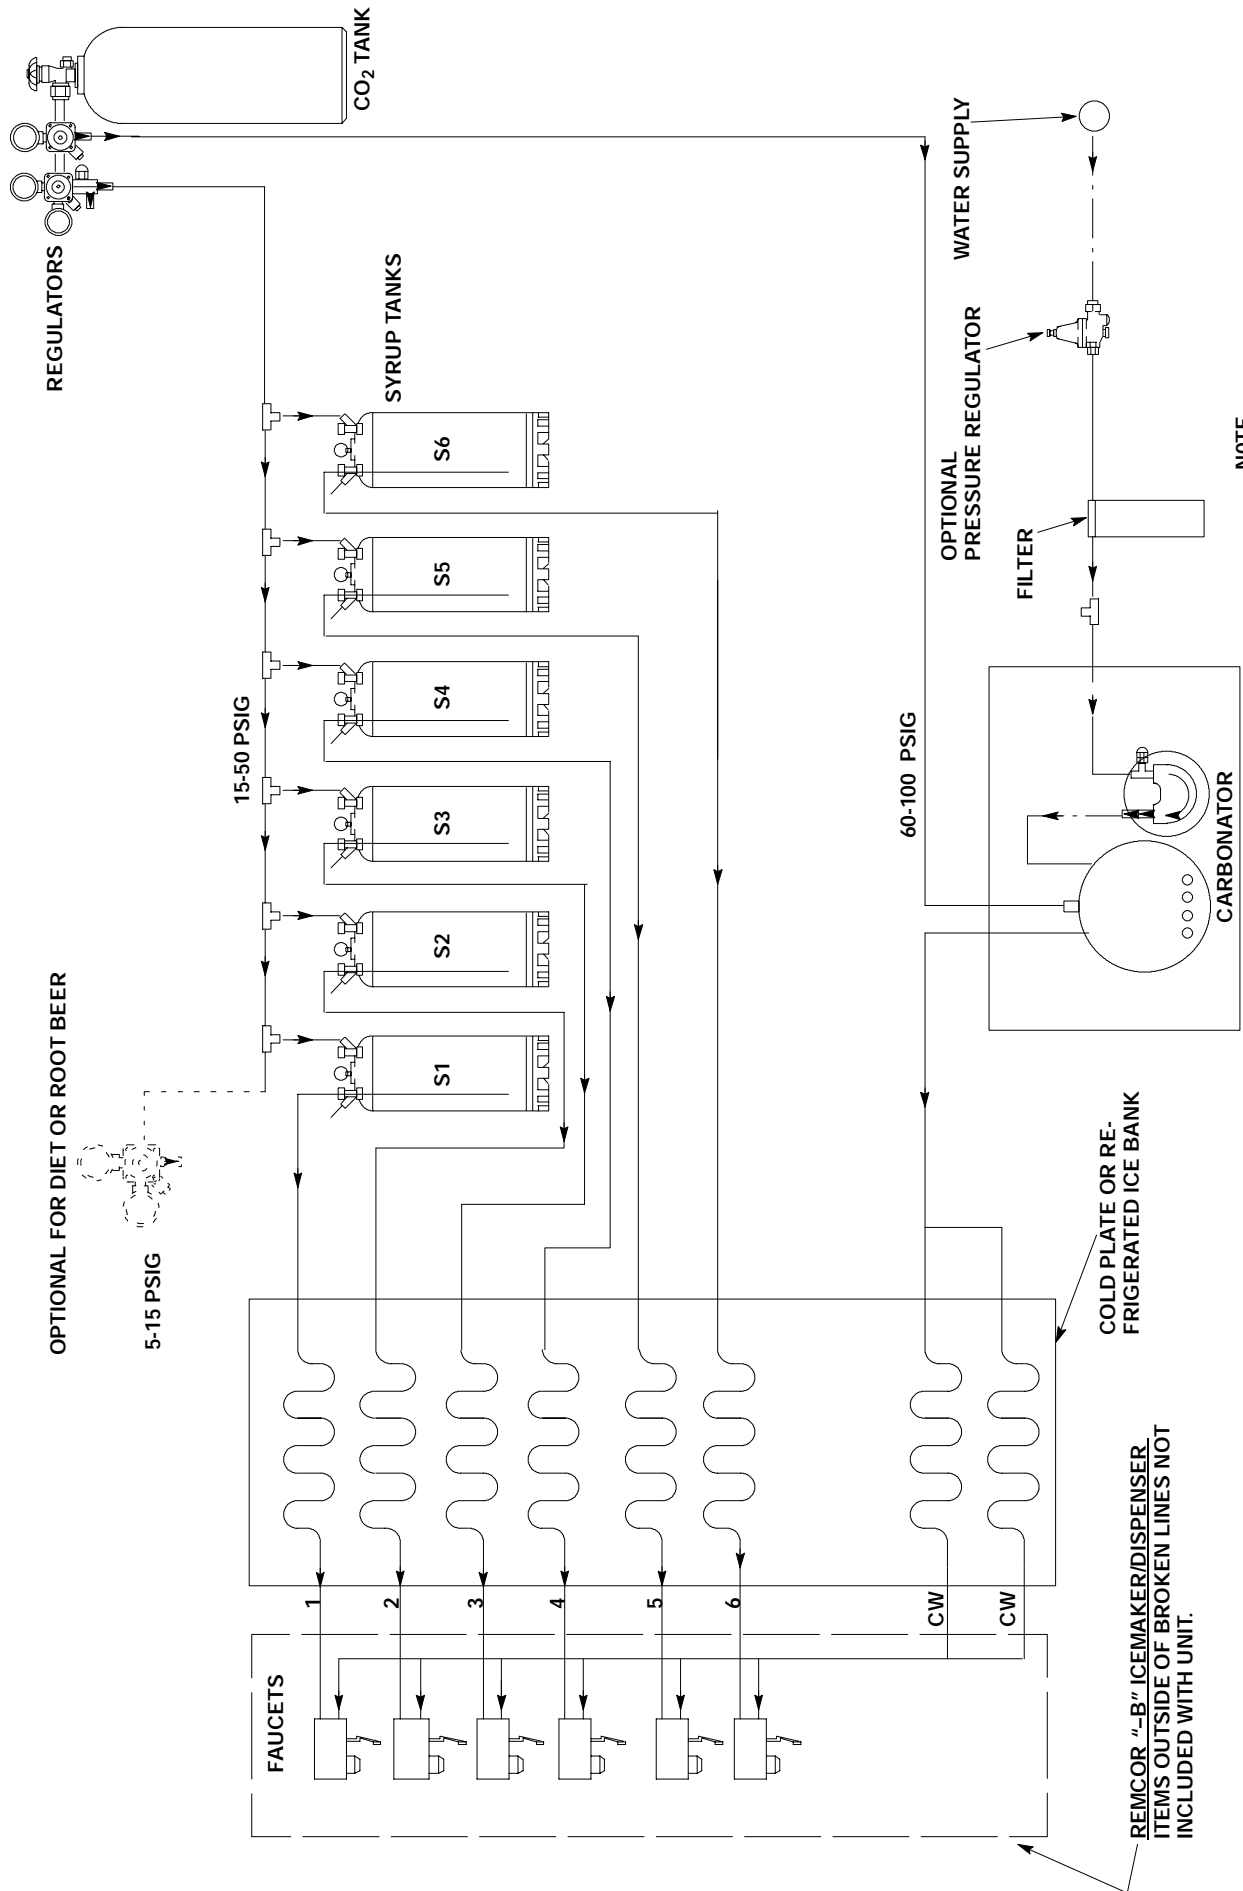 OPTIONAL FOR DIET OR ROOT BEER
5-15 PSIG
REGULATORS
CO2 TANK
15-50 PSIG
SYRUP TANKS
S1
S2
S3
S4
S5
S6
FAUCETS
1
2
3
4
5
6
CW
CW
60-100 PSIG
WATER SUPPLY
OPTIONAL
PRESSURE REGULATOR
FILTER
CARBONATOR
COLD PLATE OR RE-
FRIGERATED ICE BANK
REMCOR "-B" ICEMAKER/DISPENSER
ITEMS OUTSIDE OF BROKEN LINES NOT
INCLUDED WITH UNIT.
NOTE